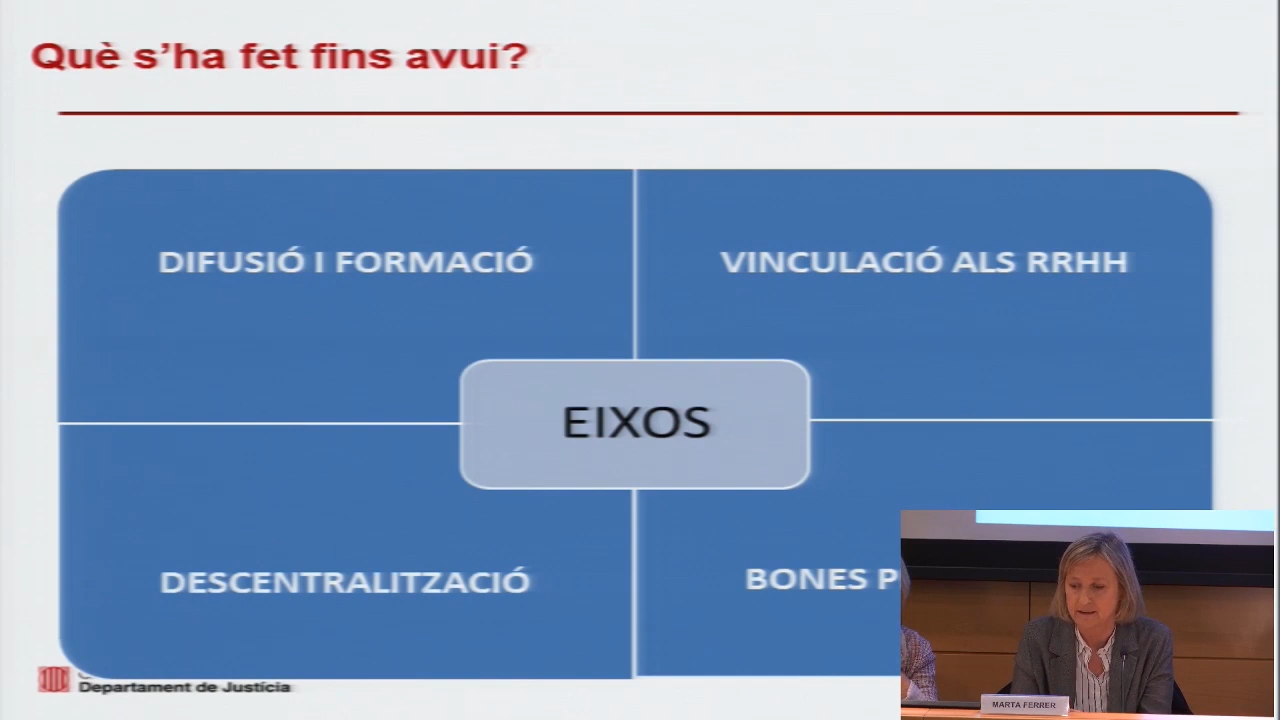 Què s'ha fet fins avui?
DIFUSIÓ I FORMACIÓ
VINCULACIÓ ALS RRHH
EIXOS
DESCENTRALITZACIÓ
BONES
Departament de Justícia
MARTA FERRER